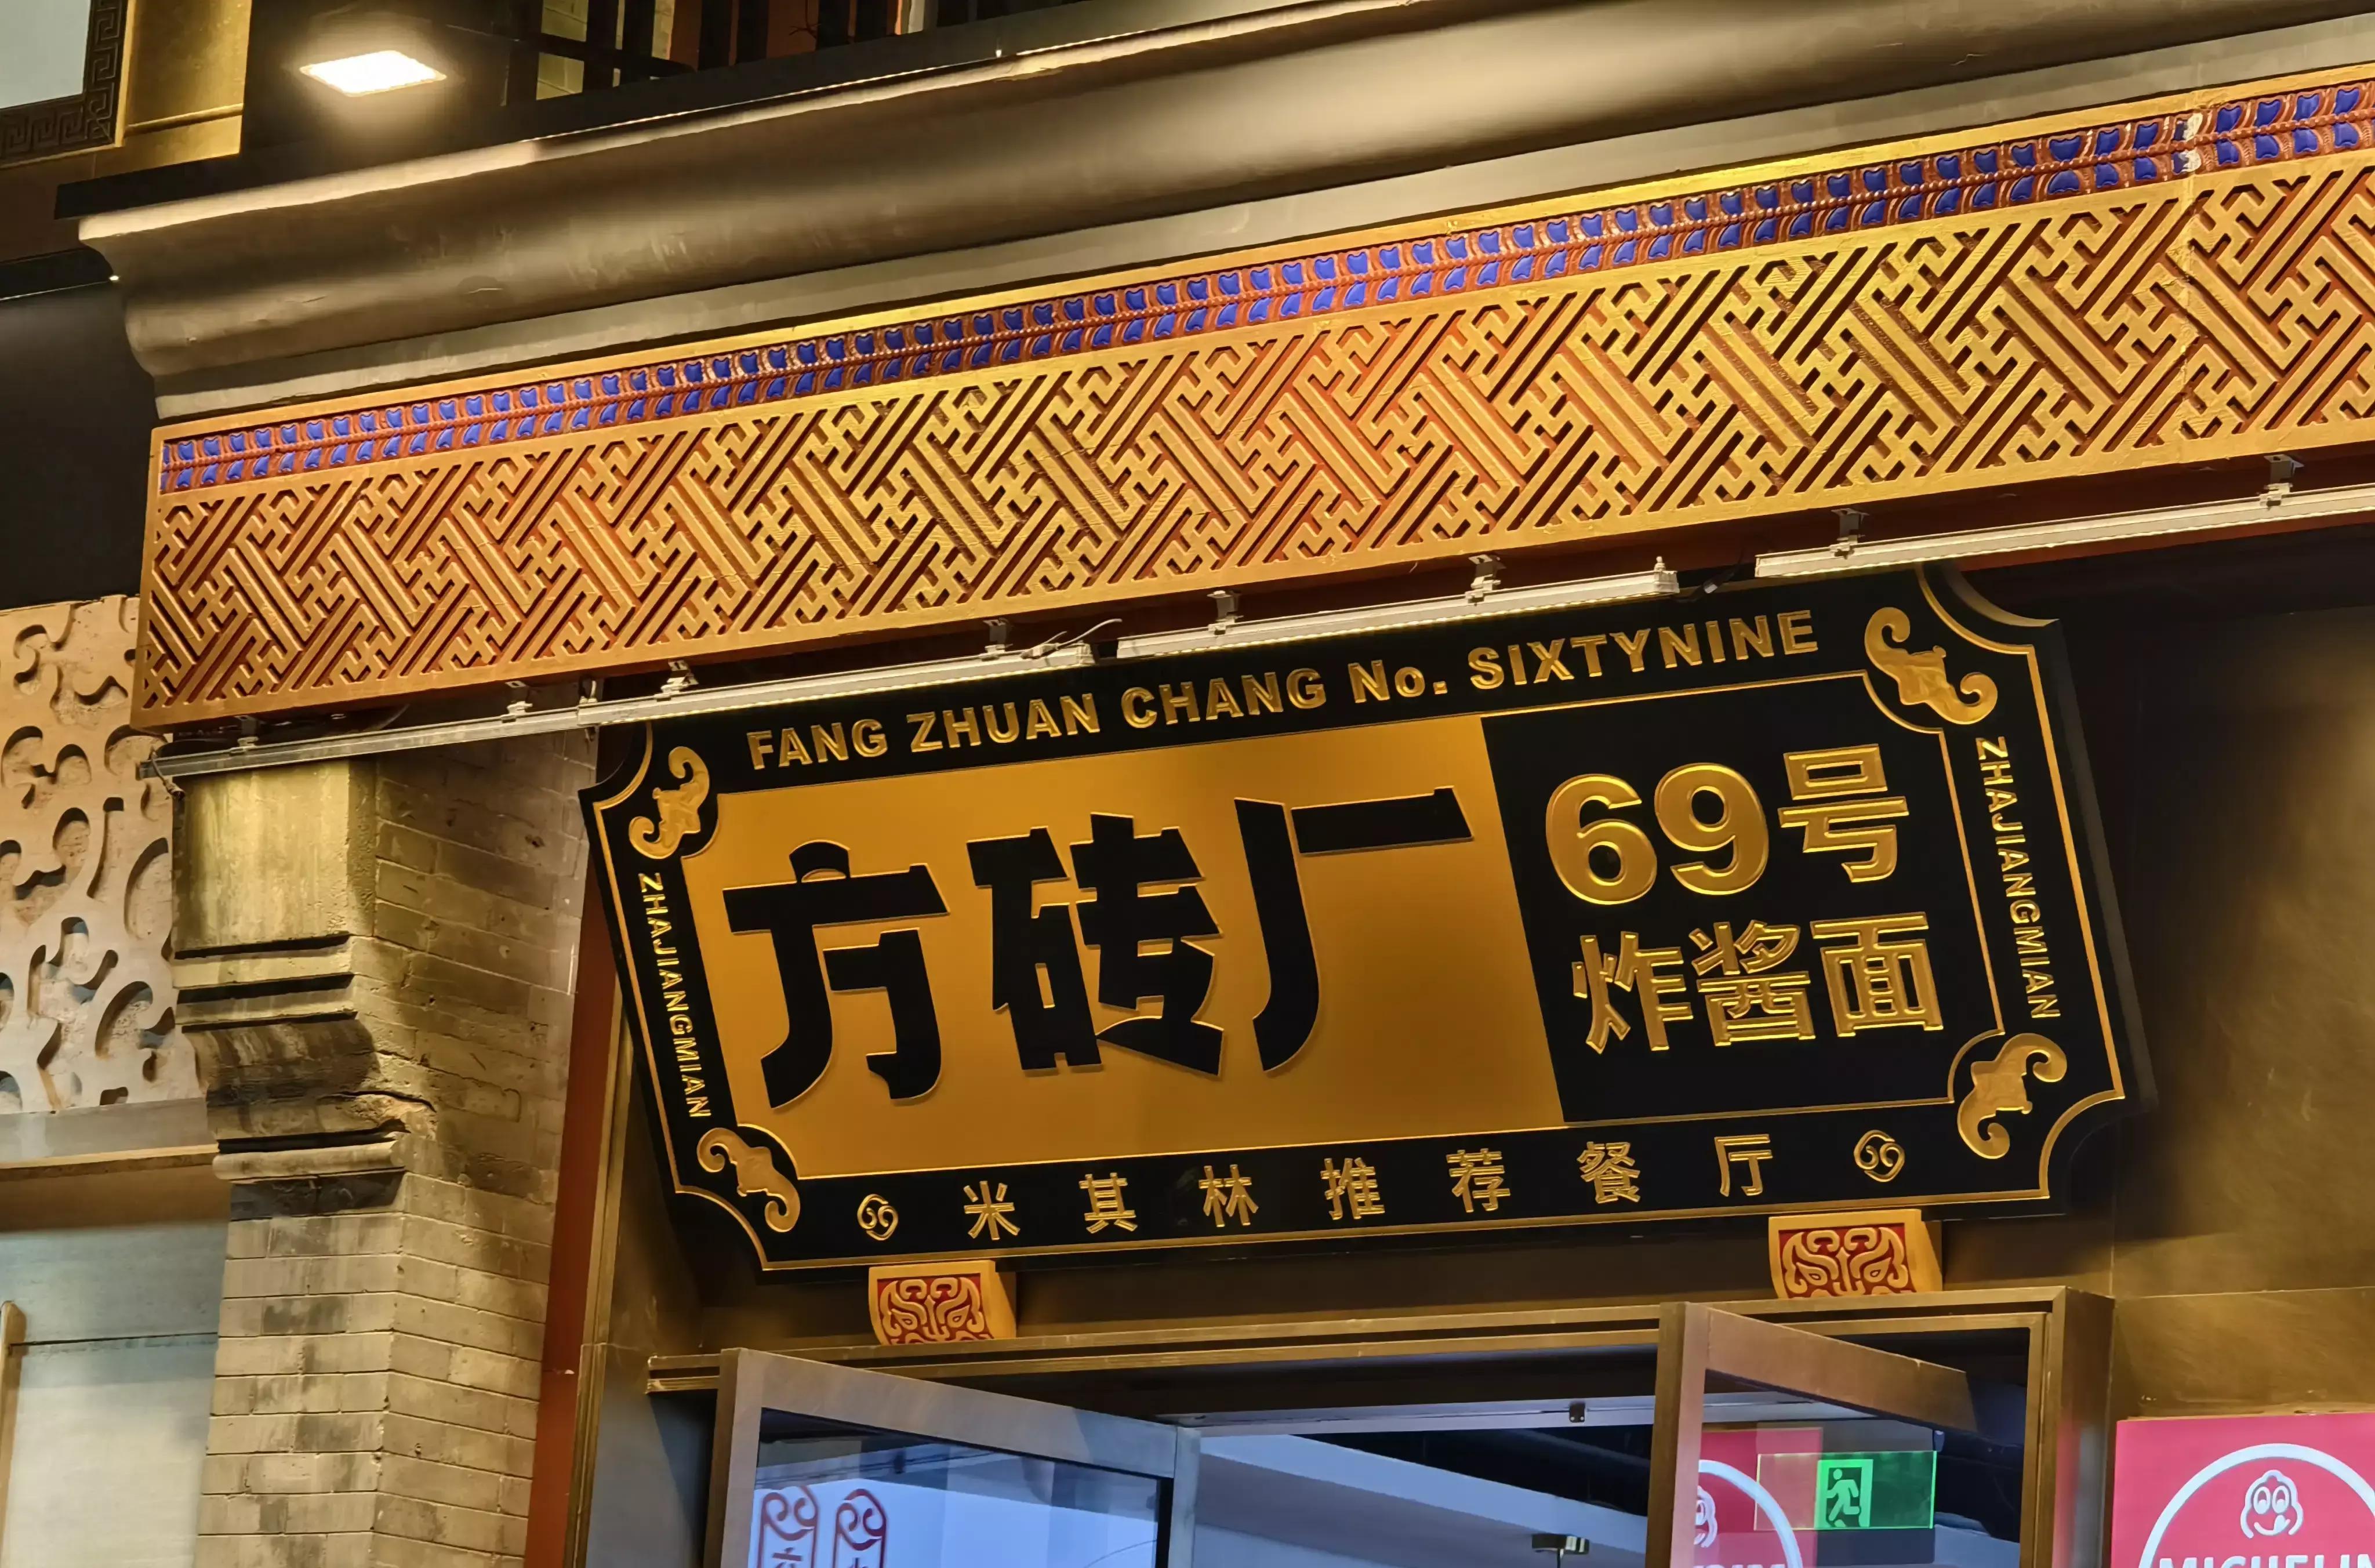 FANG ZHUAN CHANG No. SIXTYNINE
方砖厂
69号
炸酱面
ZHAJIANGMIAN
ZHAJIANGMIAN
米其林推荐餐厅